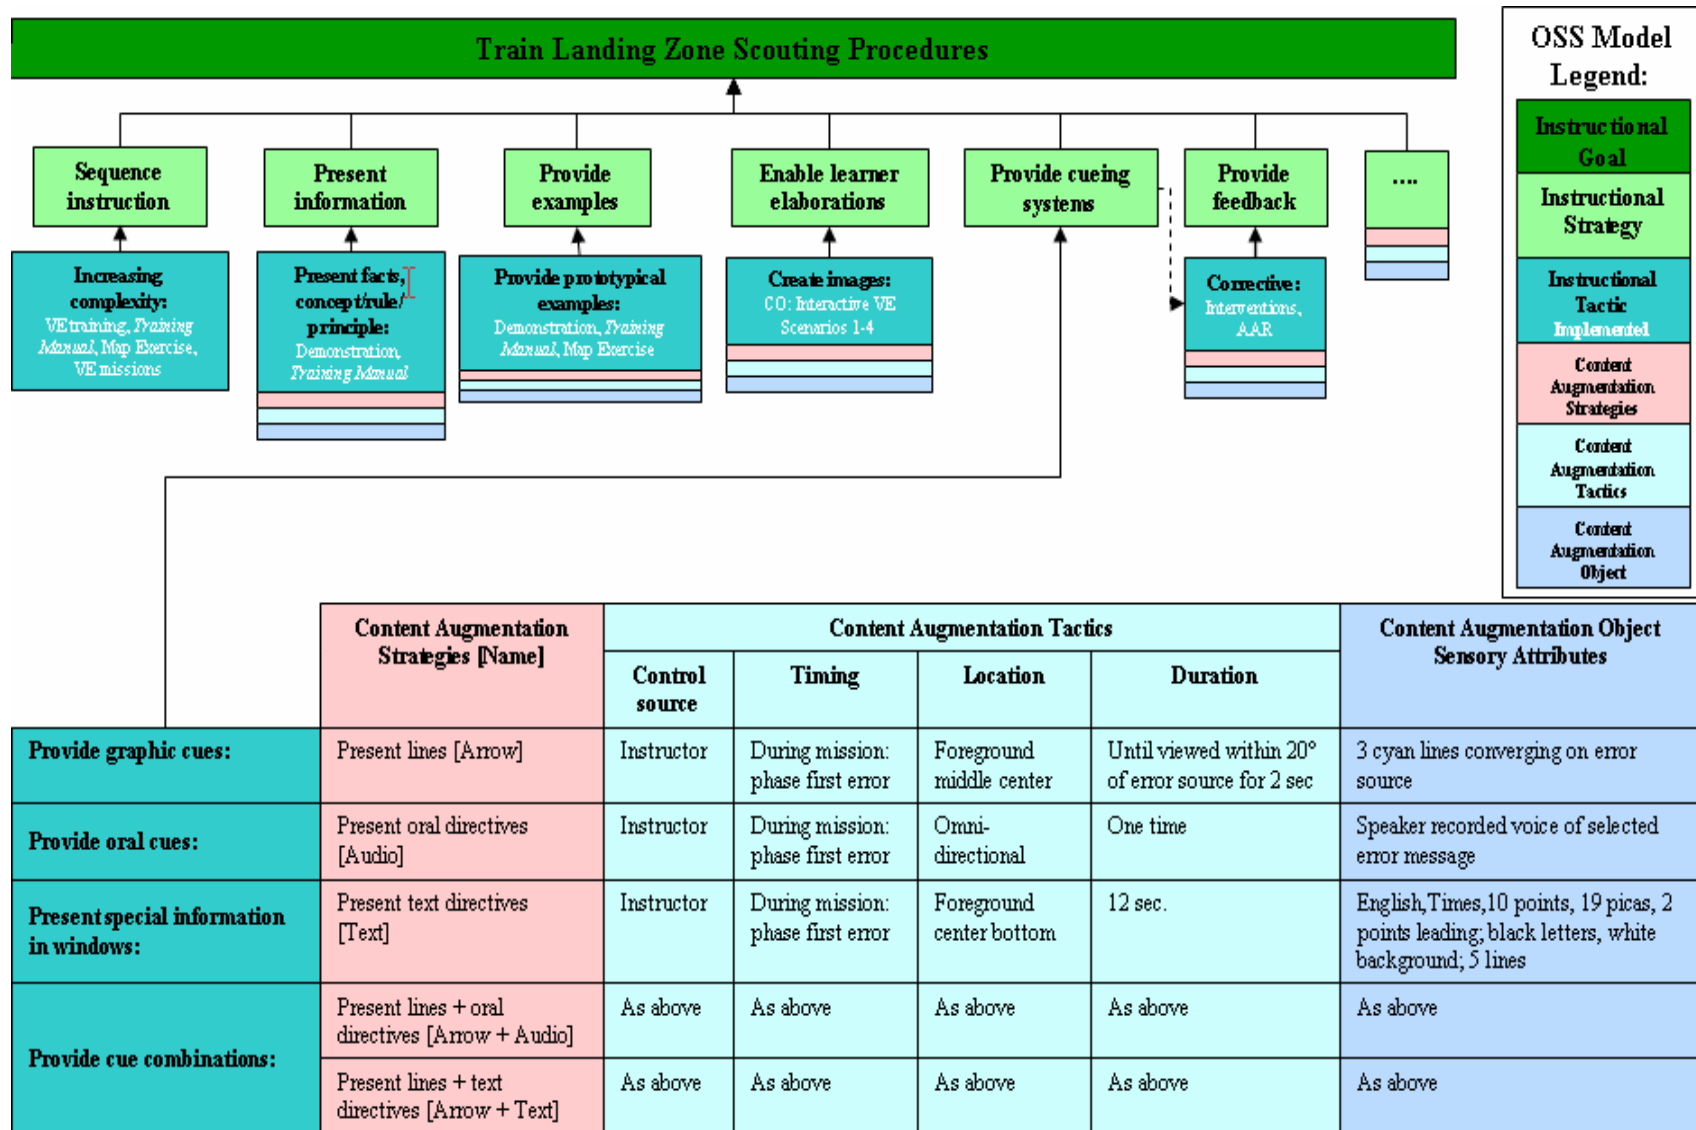 Train Landing Zone Scouting Procedures
OSS Model
Legend:
Instructional
Goal
Instructional
Strategy
Instructional
Tactic
Implemented
Content
Augmentation
Strategies
Content
Augmentation
Tactics
Content
Augmentation
Object
Sequence
instruction
Present
information
Provide
examples
Enable learner
elaborations
Provide cueing
systems
Provide
feedback
....
Increasing
complexity:
VE training, Training
Manual, Map Exercise,
VE missions
Present facts,
concept/rule/
principle:
Demonstration,
Training Manual
Provide prototypical
examples:
Demonstration, Training
Manual, Map Exercise
Create images:
CO: Interactive VE
Scenarios 1-4
Corrective:
Interventions,
AAR
Content Augmentation
Strategies [Name]
Content Augmentation Tactics
Content Augmentation Object
Sensory Attributes
Control
source
Timing
Location
Duration
Provide graphic cues:
Present lines [Arrow]
Instructor
During mission:
phase first error
Foreground
middle center
Until viewed within 20°
of error source for 2 sec
3 cyan lines converging on error
source
Provide oral cues:
Present oral directives
[Audio]
Instructor
During mission:
phase first error
Omni-
directional
One time
Speaker recorded voice of selected
error message
Present special information
in windows:
Present text directives
[Text]
Instructor
During mission:
phase first error
Foreground
center bottom
12 sec.
English,Times,10 points, 19 picas, 2
points leading; black letters, white
background; 5 lines
Provide cue combinations:
Present lines + oral
directives [Arrow + Audio]
As above
As above
As above
As above
As above
Present lines + text
directives [Arrow + Text]
As above
As above
As above
As above
As above